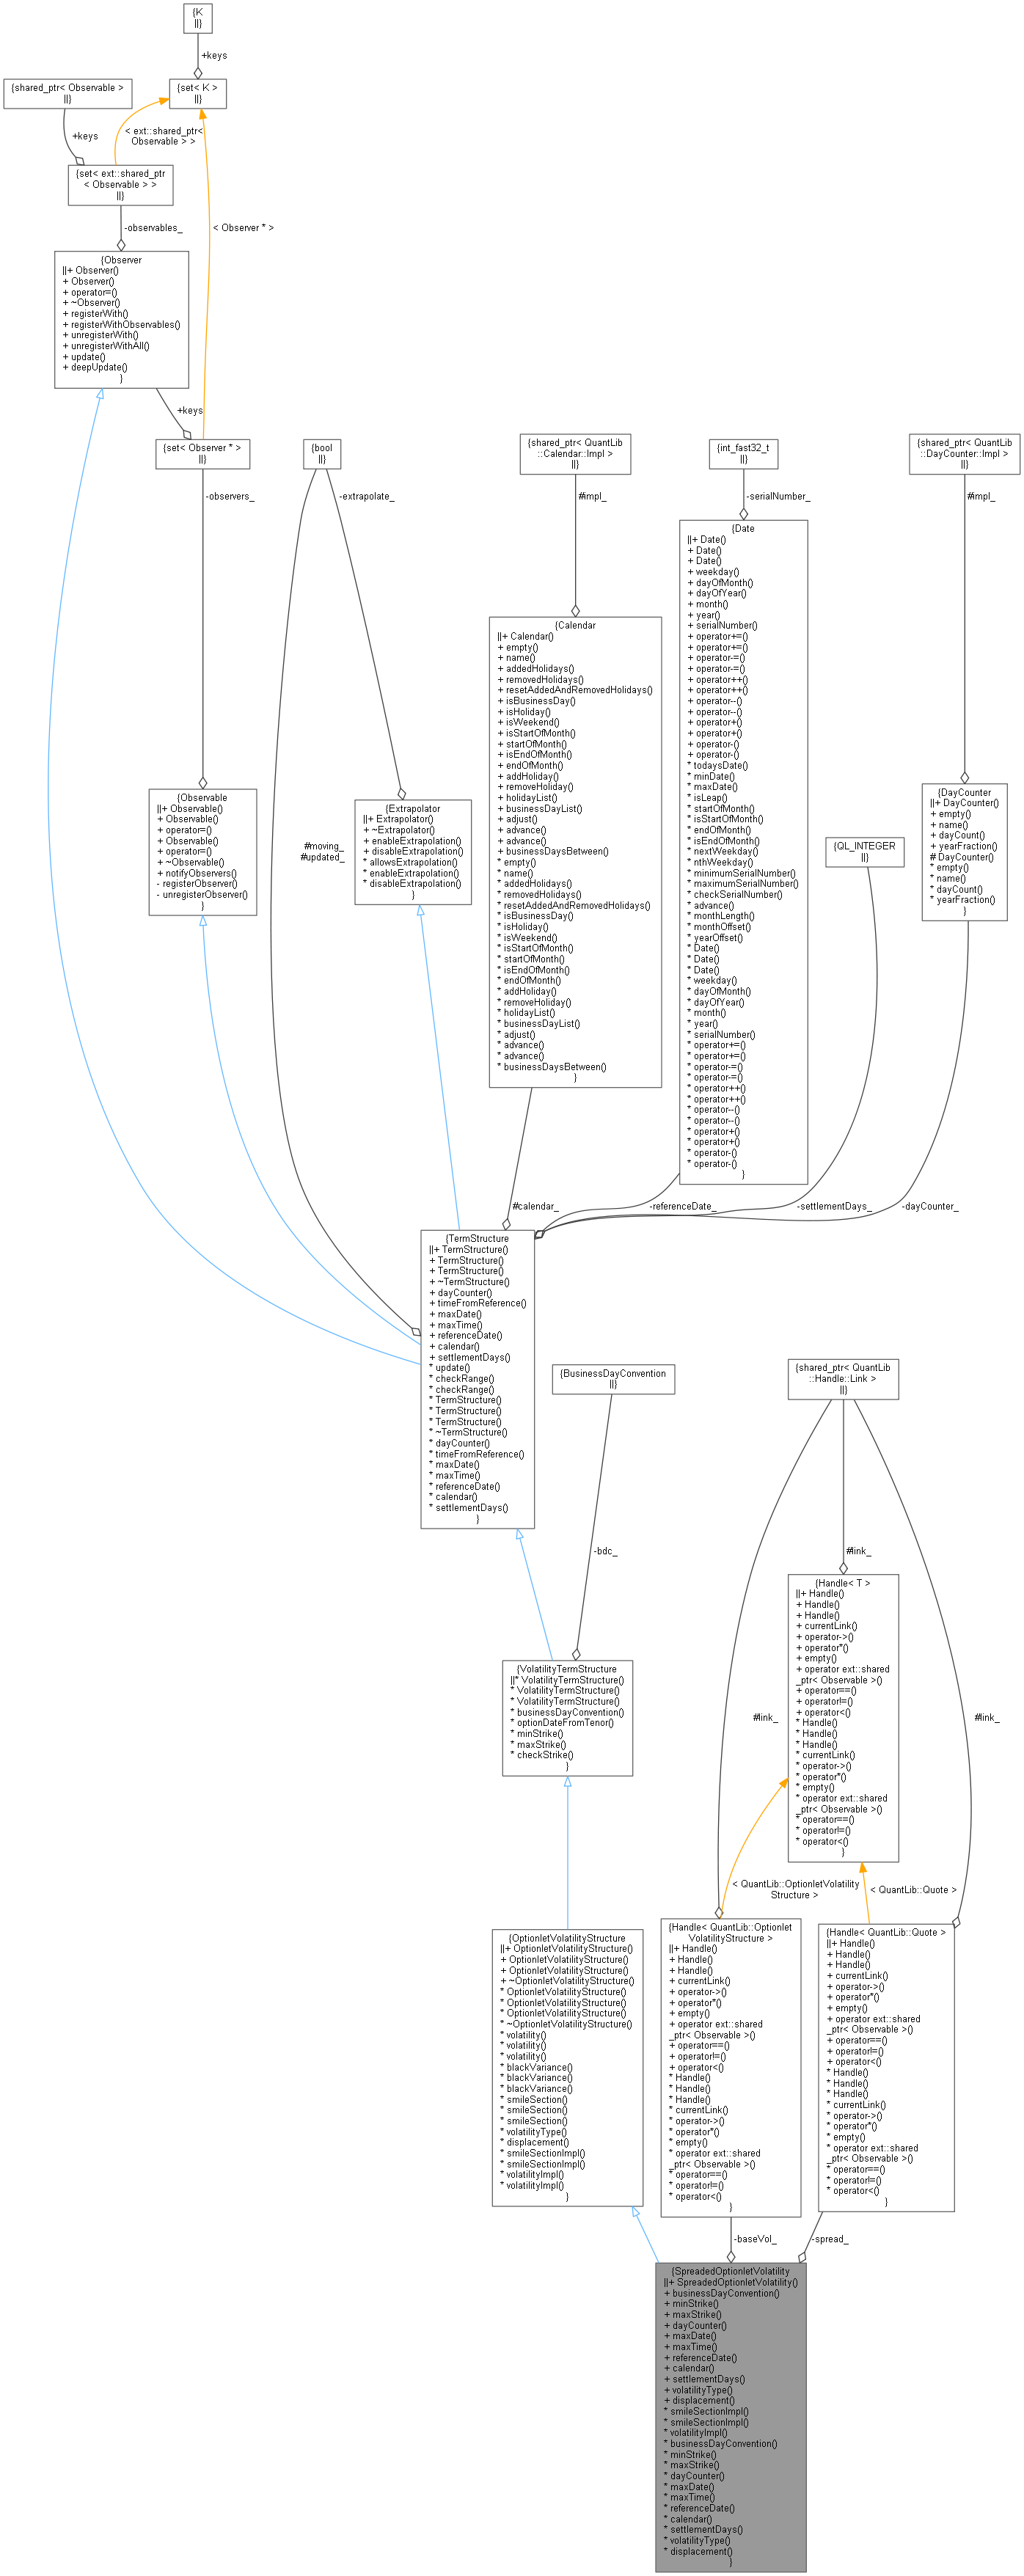 {K
||}
+keys
{shared_ptr< Observable >
||}
{set< K >
||}
+keys
< ext::shared_ptr<
Observable > >
{set< ext::shared_ptr
< Observable > >
||}
-observables_
< Observer * >
{Observer
||+ Observer()
+ Observer()
+ operator=()
+ ~Observer()
+ registerWith()
+ registerWithObservables()
+ unregisterWith()
+ unregisterWithAll()
+ update()
+ deepUpdate()
}
+keys
{set< Observer * >
||}
{bool
||}
{shared_ptr< QuantLib
::Calendar::Impl >
||}
{int_fast32_t
||}
{shared_ptr< QuantLib
::DayCounter::Impl >
||}
-observers_
-extrapolate_
#impl_
-serialNumber_
#impl_
{Date
||+ Date()
+ Date()
+ Date()
+ weekday()
+ dayOfMonth()
+ dayOfYear()
+ month()
+ year()
+ serialNumber()
+ operator+=()
+ operator+=()
+ operator-=()
+ operator-=()
+ operator++()
+ operator++()
+ operator--()
+ operator--()
+ operator+()
+ operator+()
+ operator-()
+ operator-()
* todaysDate()
* minDate()
* maxDate()
* isLeap()
* startOfMonth()
* isStartOfMonth()
* endOfMonth()
* isEndOfMonth()
* nextWeekday()
* nthWeekday()
* minimumSerialNumber()
* maximumSerialNumber()
* checkSerialNumber()
* advance()
* monthLength()
* monthOffset()
* yearOffset()
* Date()
* Date()
* Date()
* weekday()
* dayOfMonth()
* dayOfYear()
* month()
* year()
* serialNumber()
* operator+=()
* operator+=()
* operator-=()
* operator-=()
* operator++()
* operator++()
* operator--()
* operator--()
* operator+()
* operator+()
* operator-()
* operator-()
}
{Calendar
||+ Calendar()
+ empty()
+ name()
+ addedHolidays()
+ removedHolidays()
+ resetAddedAndRemovedHolidays()
+ isBusinessDay()
+ isHoliday()
+ isWeekend()
+ isStartOfMonth()
+ startOfMonth()
+ isEndOfMonth()
+ endOfMonth()
+ addHoliday()
+ removeHoliday()
+ holidayList()
+ businessDayList()
+ adjust()
+ advance()
+ advance()
+ businessDaysBetween()
* empty()
* name()
* addedHolidays()
* removedHolidays()
* resetAddedAndRemovedHolidays()
* isBusinessDay()
* isHoliday()
* isWeekend()
* isStartOfMonth()
* startOfMonth()
* isEndOfMonth()
* endOfMonth()
* addHoliday()
* removeHoliday()
* holidayList()
* businessDayList()
* adjust()
* advance()
* advance()
* businessDaysBetween()
}
{Observable
||+ Observable()
+ Observable()
+ operator=()
+ Observable()
+ operator=()
+ ~Observable()
+ notifyObservers()
- registerObserver()
- unregisterObserver()
}
#moving_
#updated_
{Extrapolator
||+ Extrapolator()
+ ~Extrapolator()
+ enableExtrapolation()
+ disableExtrapolation()
* allowsExtrapolation()
* enableExtrapolation()
* disableExtrapolation()
}
{QL_INTEGER
||}
{DayCounter
||+ DayCounter()
+ empty()
+ name()
+ dayCount()
+ yearFraction()
# DayCounter()
* empty()
* name()
* dayCount()
* yearFraction()
}
#calendar_
-referenceDate_
-settlementDays_
-dayCounter_
{TermStructure
||+ TermStructure()
+ TermStructure()
+ TermStructure()
+ ~TermStructure()
+ dayCounter()
+ timeFromReference()
+ maxDate()
+ maxTime()
+ referenceDate()
+ calendar()
+ settlementDays()
* update()
* checkRange()
* checkRange()
* TermStructure()
* TermStructure()
* TermStructure()
* ~TermStructure()
* dayCounter()
* timeFromReference()
* maxDate()
* maxTime()
* referenceDate()
* calendar()
* settlementDays()
}
{BusinessDayConvention
||}
{shared_ptr< QuantLib
::Handle::Link >
||}
-bdc_
#link_
{Handle< T >
||+ Handle()
+ Handle()
+ Handle()
+ currentLink()
+ operator->()
+ operator*()
+ empty()
+ operator ext::shared
_ptr< Observable >()
+ operator==()
+ operator!=()
+ operator<()
* Handle()
* Handle()
* Handle()
* currentLink()
* operator->()
* operator*()
* empty()
* operator ext::shared
_ptr< Observable >()
* operator==()
* operator!=()
* operator<()
}
{VolatilityTermStructure
||* VolatilityTermStructure()
* VolatilityTermStructure()
* VolatilityTermStructure()
* businessDayConvention()
* optionDateFromTenor()
* minStrike()
* maxStrike()
* checkStrike()
}
#link_
#link_
< QuantLib::OptionletVolatility
Structure >
< QuantLib::Quote >
{OptionletVolatilityStructure
||+ OptionletVolatilityStructure()
+ OptionletVolatilityStructure()
+ OptionletVolatilityStructure()
+ ~OptionletVolatilityStructure()
* OptionletVolatilityStructure()
* OptionletVolatilityStructure()
* OptionletVolatilityStructure()
* ~OptionletVolatilityStructure()
* volatility()
* volatility()
* volatility()
* blackVariance()
* blackVariance()
* blackVariance()
* smileSection()
* smileSection()
* smileSection()
* volatilityType()
* displacement()
* smileSectionImpl()
* smileSectionImpl()
* volatilityImpl()
* volatilityImpl()
}
{Handle< QuantLib::Optionlet
VolatilityStructure >
||+ Handle()
+ Handle()
+ Handle()
+ currentLink()
+ operator->()
+ operator*()
+ empty()
+ operator ext::shared
_ptr< Observable >()
+ operator==()
+ operator!=()
+ operator<()
* Handle()
* Handle()
* Handle()
* currentLink()
* operator->()
* operator*()
* empty()
* operator ext::shared
_ptr< Observable >()
* operator==()
* operator!=()
* operator<()
}
{Handle< QuantLib::Quote >
||+ Handle()
+ Handle()
+ Handle()
+ currentLink()
+ operator->()
+ operator*()
+ empty()
+ operator ext::shared
_ptr< Observable >()
+ operator==()
+ operator!=()
+ operator<()
* Handle()
* Handle()
* Handle()
* currentLink()
* operator->()
* operator*()
* empty()
* operator ext::shared
_ptr< Observable >()
* operator==()
* operator!=()
* operator<()
}
-baseVol_
-spread_
{SpreadedOptionletVolatility
||+ SpreadedOptionletVolatility()
+ businessDayConvention()
+ minStrike()
+ maxStrike()
+ dayCounter()
+ maxDate()
+ maxTime()
+ referenceDate()
+ calendar()
+ settlementDays()
+ volatilityType()
+ displacement()
* smileSectionImpl()
* smileSectionImpl()
* volatilityImpl()
* businessDayConvention()
* minStrike()
* maxStrike()
* dayCounter()
* maxDate()
* maxTime()
* referenceDate()
* calendar()
* settlementDays()
* volatilityType()
* displacement()
}